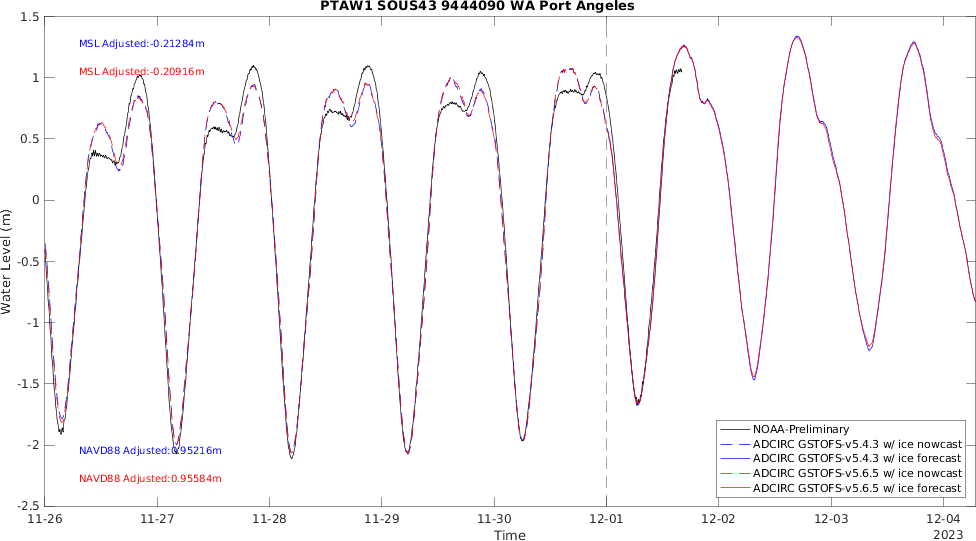 PTAW1 SOUS43 9444090 WA Port Angeles
1.5
MSL Adjusted:-0.21284m
MSL Adjusted:-0.20916m
1
0.5
0
-0.5
-1
-1.5
-2
-2.5
Water Level (m)
NAVD88 Adjusted:0.95216m
NAVD88 Adjusted:0.95584m
NOAA-Preliminary
ADCIRC GSTOFS-v5.4.3 w/ ice nowcast
ADCIRC GSTOFS-v5.4.3 w/ ice forecast
ADCIRC GSTOFS-v5.6.5 w/ ice nowcast
ADCIRC GSTOFS-v5.6.5 w/ ice forecast
11-26 11-27 11-28 11-29 11-30 12-01 12-02 12-03 12-04
Time
2023